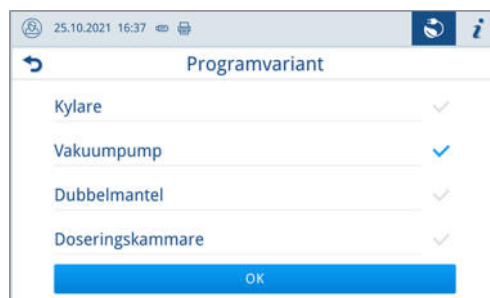 25.10.2021 16:37
i
Programvariant
Kylare
Vakuumpump
Dubbelmantel
Doseringskammare
OK